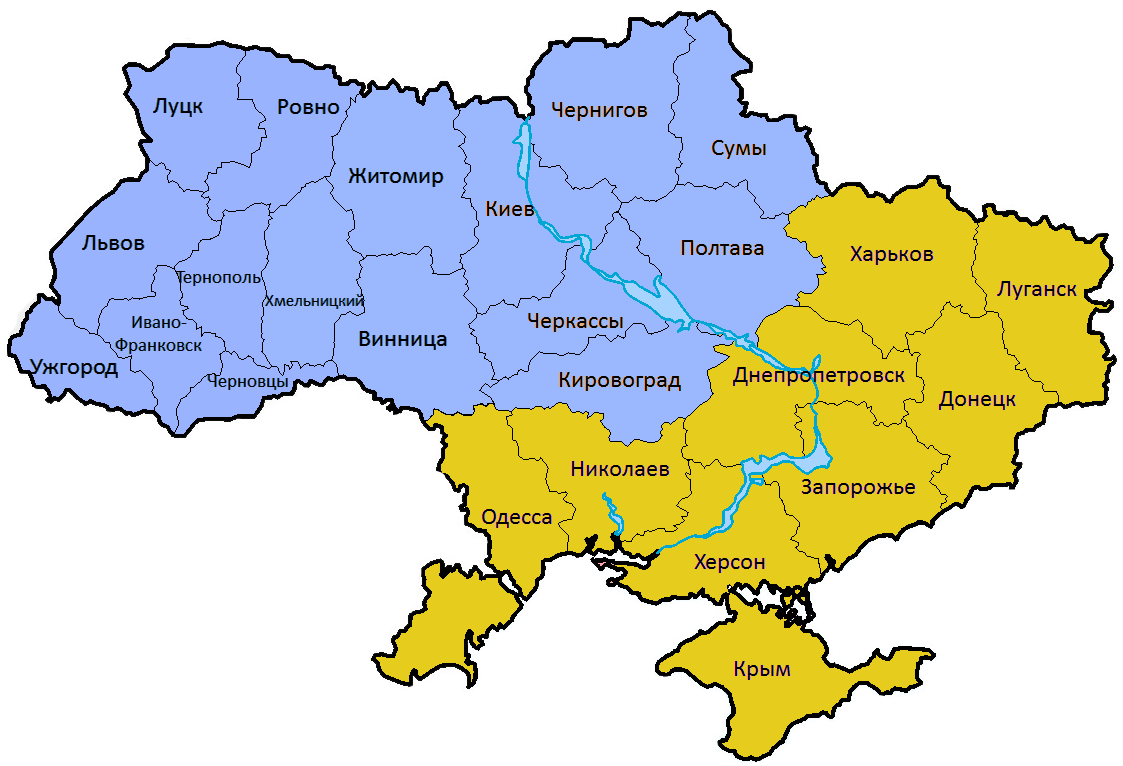 Луцк
Ровно
Чернигов
Сумы
Житомир
Киев
Львов
Полтава
Харьков
Тернополь
Хмельницкий
Луганск
Ивано-
Франковск
Черкассы
Винница
Ужгород
Черновцы
Кировоград
Днепропетровск
Донецк
Николаев
Запорожье
Одесса
Херсон
Крым